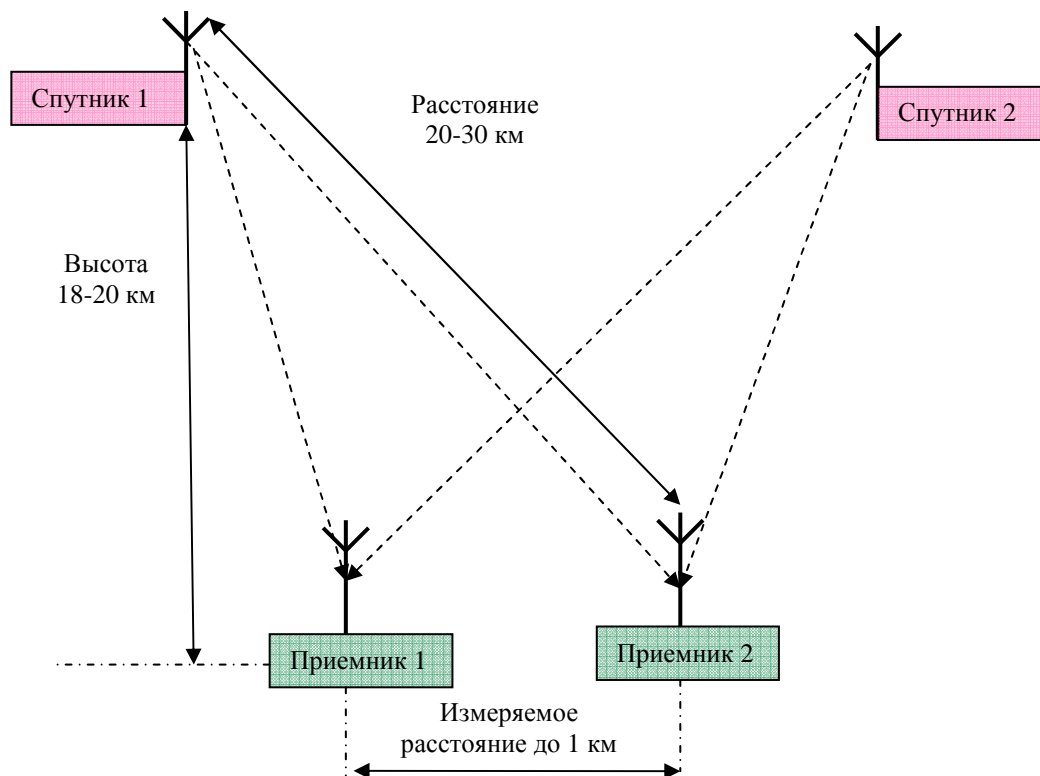 Спутник 1
Расстояние
20-30 км
Спутник 2
Высота
18-20 км
Приемник 1
Приемник 2
Измеряемое
расстояние до 1 км